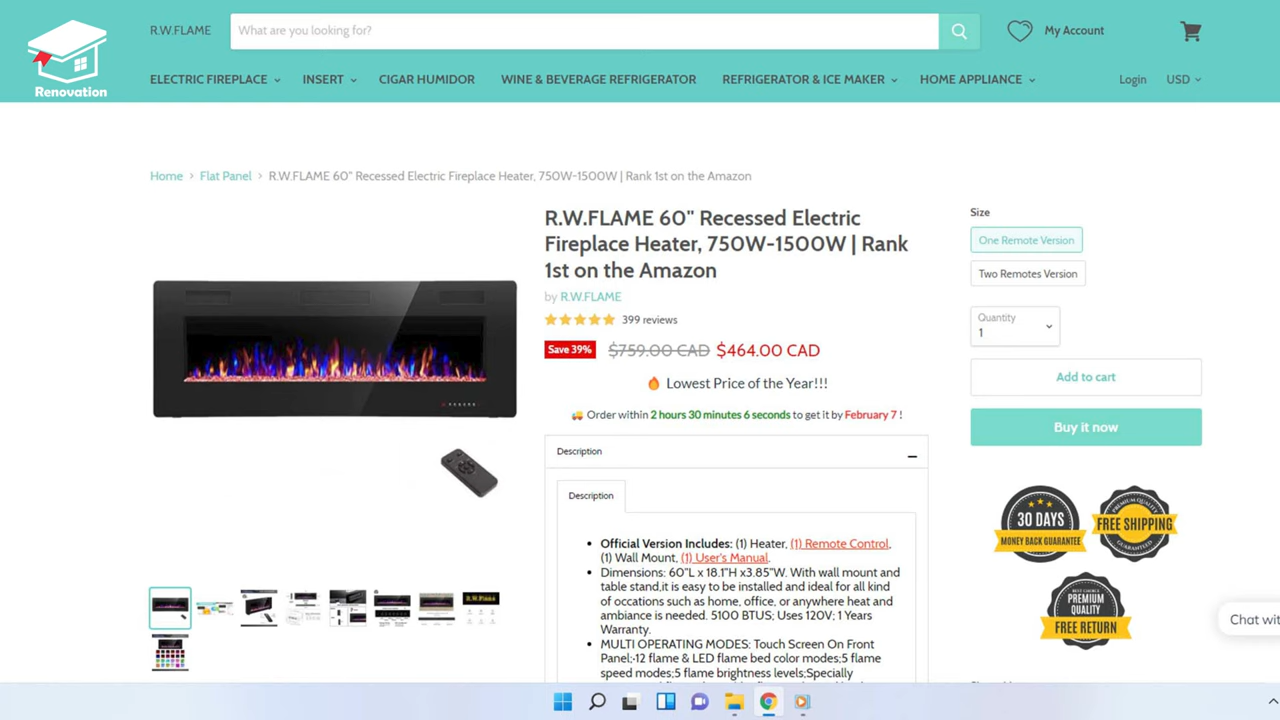 Renovation
R.W.FLAME
What are you looking for?
My Account
ELECTRIC FIREPLACE
INSERT
CIGAR HUMIDOR
WINE & BEVERAGE REFRIGERATOR
REFRIGERATOR & ICE MAKER
HOME APPLIANCE
Login
USD
Home > Flat Panel > R.W.FLAME 60" Recessed Electric Fireplace Heater, 750W-1500W | Rank 1st on the Amazon
R.W.FLAME 60" Recessed Electric
Fireplace Heater, 750W-1500W | Rank
1st on the Amazon
by R.W.FLAME
399 reviews
Save 39% $759.00 CAD $464.00 CAD
🔥 Lowest Price of the Year!!!
🚚 Order within 2 hours 30 minutes 6 seconds to get it by February 7 !
Description
Description
• Official Version Includes: (1) Heater, (1) Remote Control,
(1) Wall Mount, (1) User's Manual.
• Dimensions: 60"L x 18.1"H x3.85"W. With wall mount and
table stand,it is easy to be installed and ideal for all kind
of occations such as home, office, or anywhere heat and
ambiance is needed. 5100 BTUS; Uses 120V; 1 Years
Warranty.
• MULTI OPERATING MODES: Touch Screen On Front
Panel;·12 flame & LED flame bed color modes;5 flame
speed modes;5 flame brightness levels;Specially
Size
One Remote Version
Two Remotes Version
Quantity
1
Add to cart
Buy it now
30 DAYS
MONEY BACK GUARANTEE
PREMIUM QUALITY
FREE SHIPPING
GUARANTEED
PREMIUM
QUALITY
FREE RETURN
Chat wit
R.W.Flame